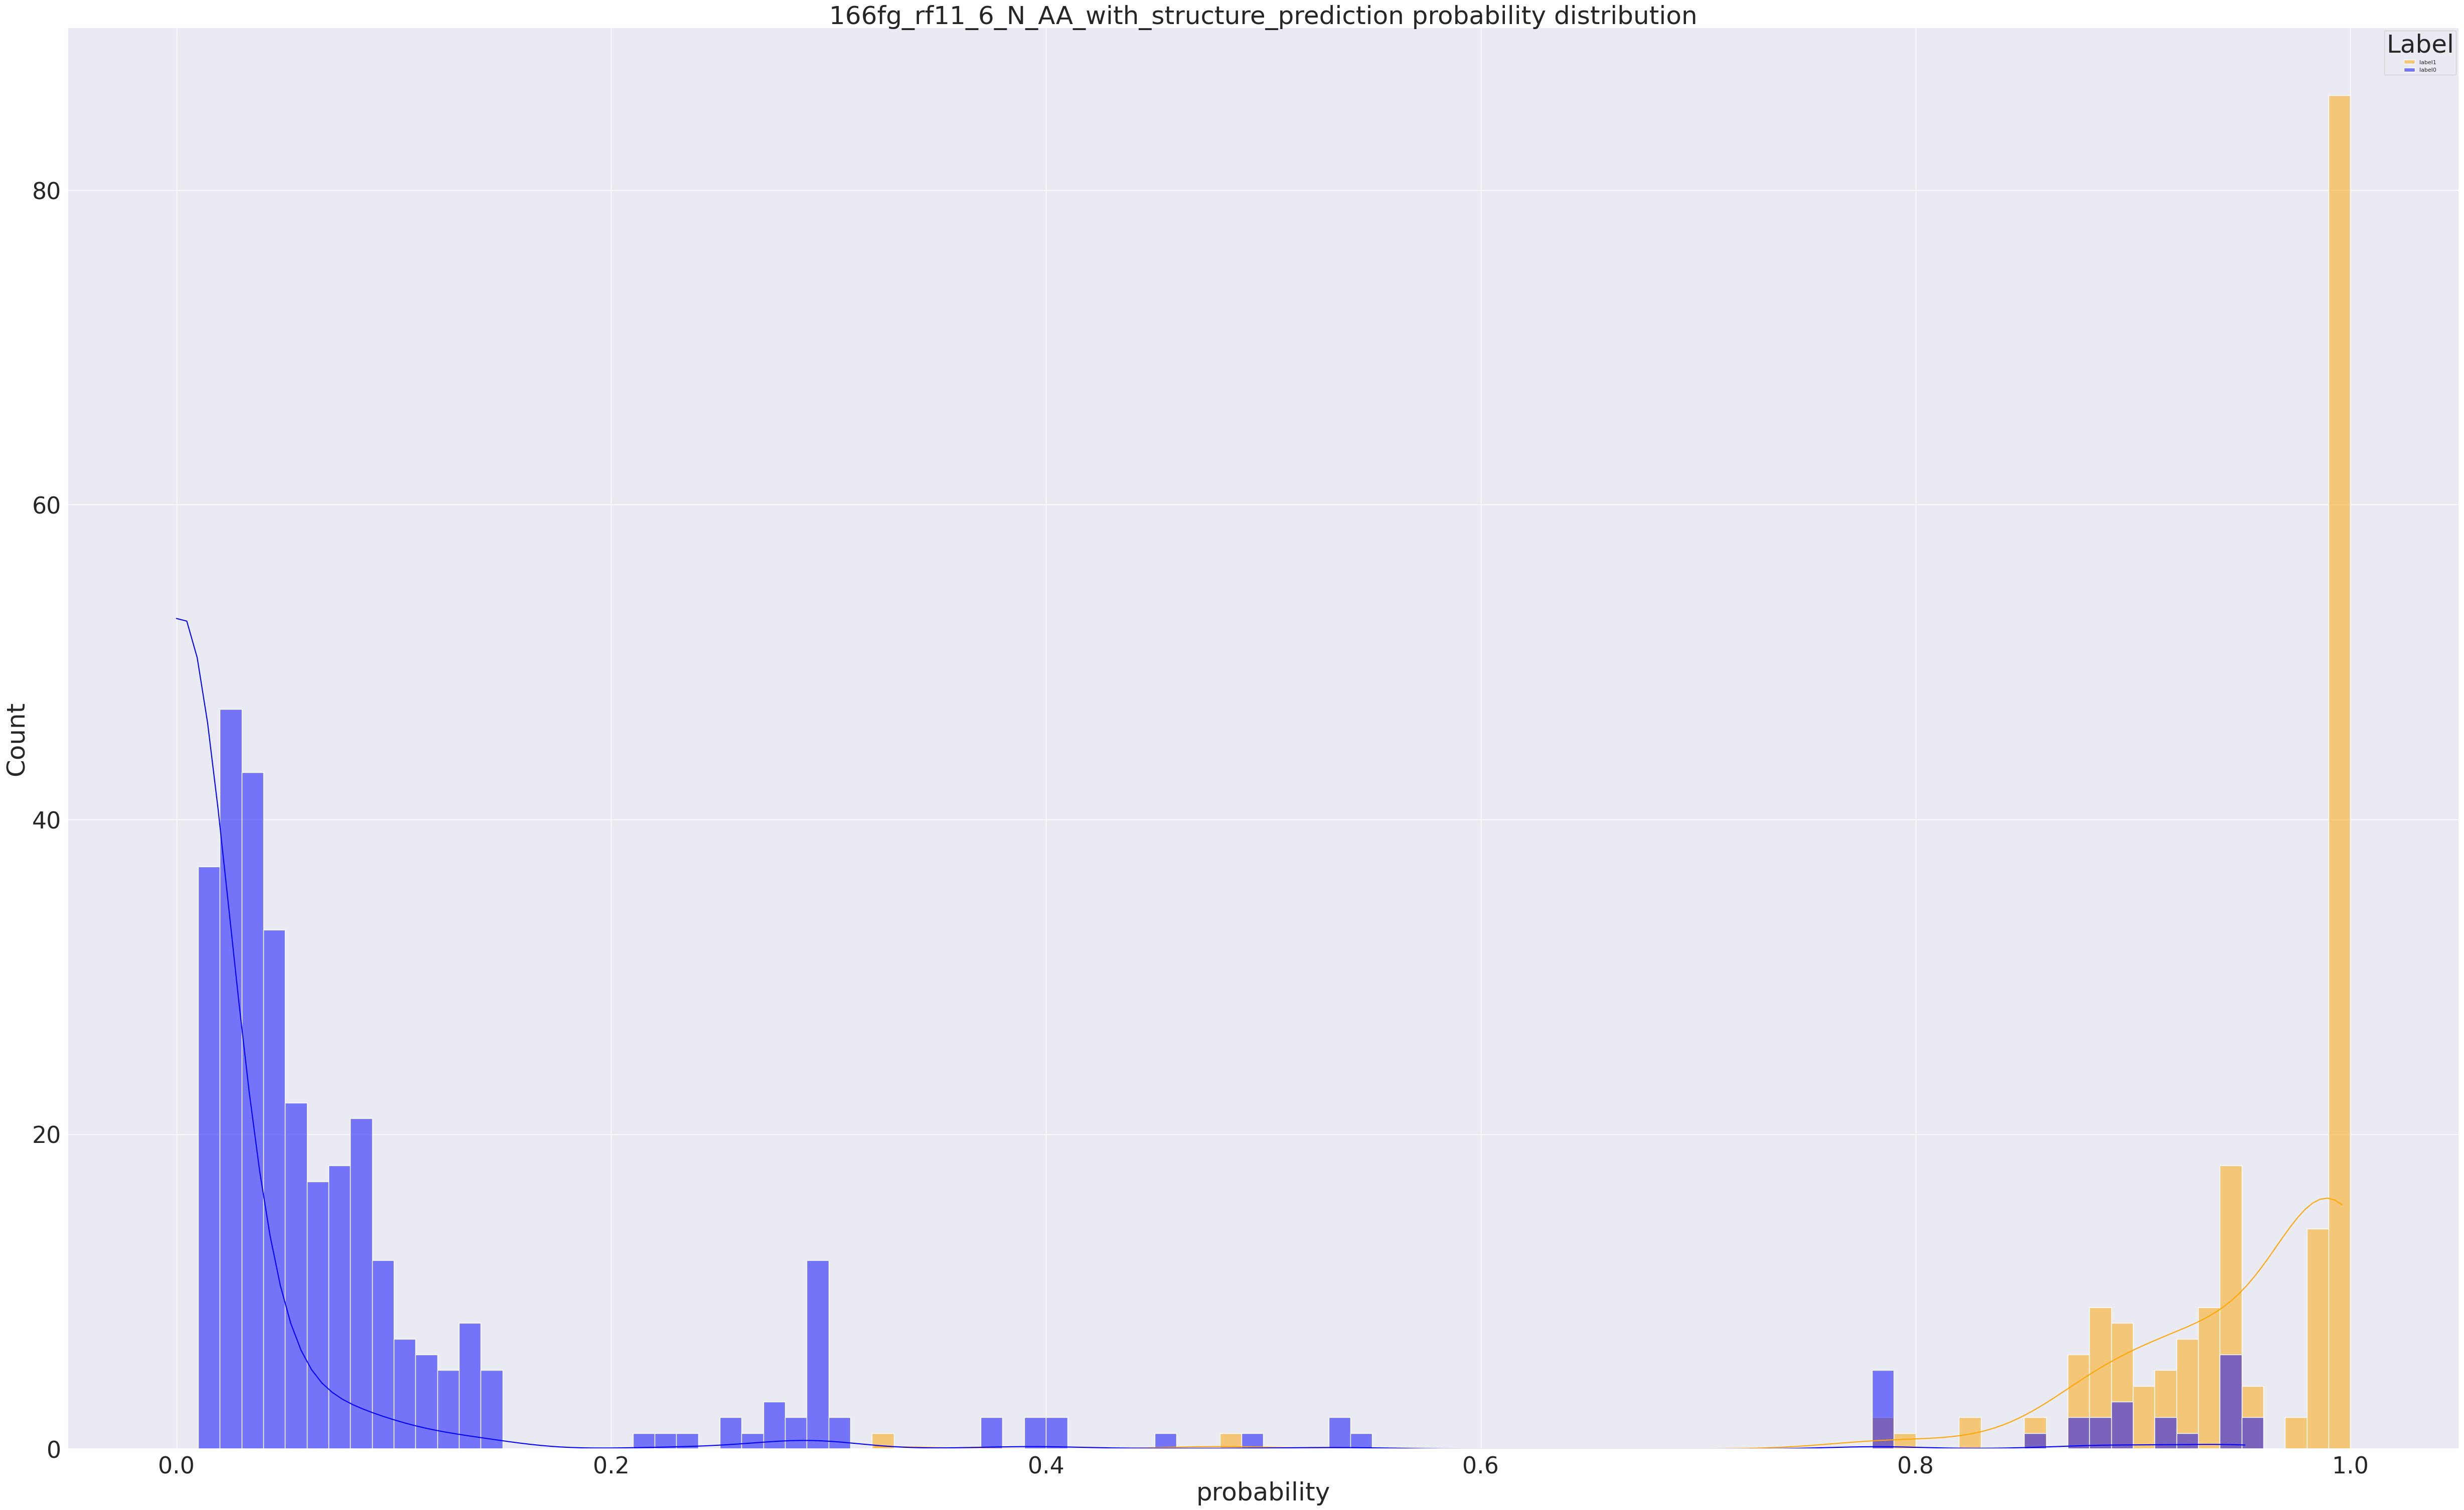 166fg_rf11_6_N_AA_with_structure_prediction probability distribution
Label
label1
label0
80
60
40
20
0
Count
0.0 0.2 0.4 0.6 0.8 1.0
probability